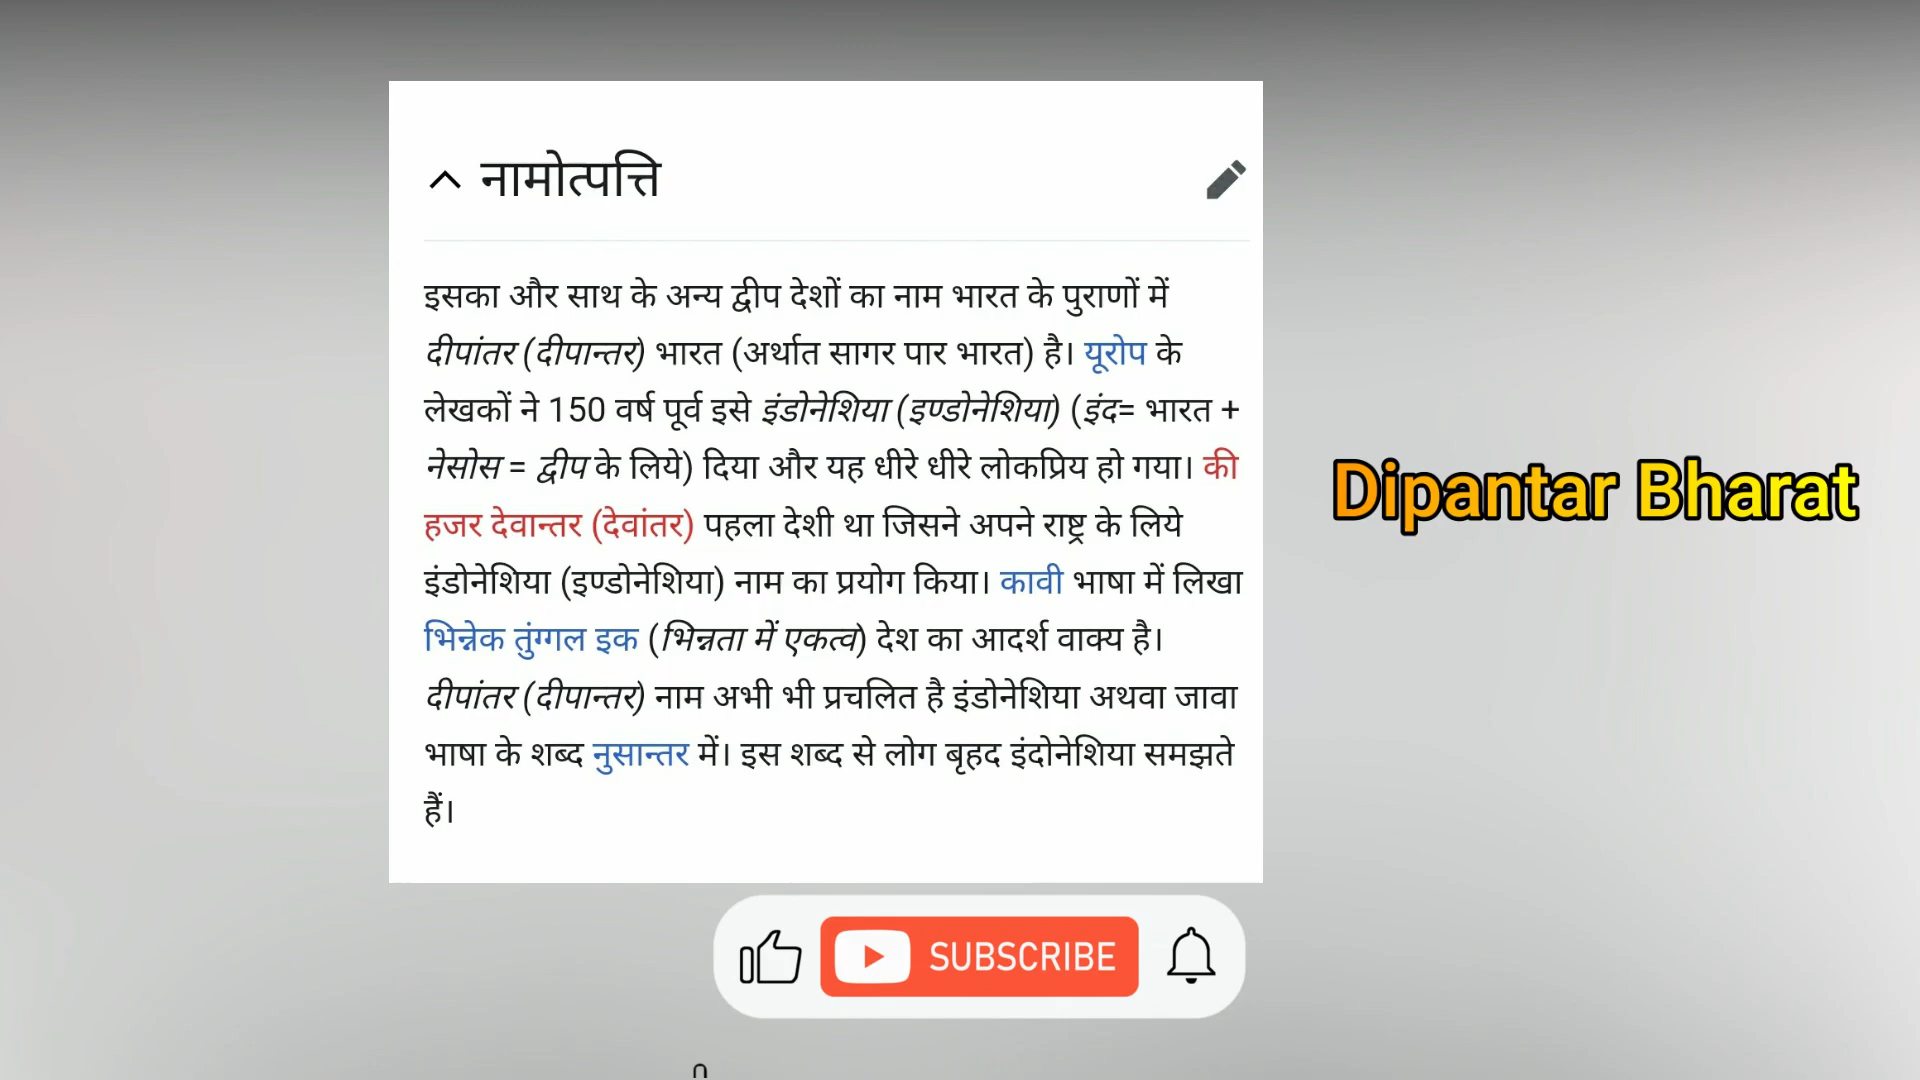 नामोत्पत्ति
इसका और साथ के अन्य द्वीप देशों का नाम भारत के पुराणों में
दीपांतर (दीपान्तर) भारत (अर्थात सागर पार भारत) है। यूरोप के
लेखकों ने 150 वर्ष पूर्व इसे इंडोनेशिया (इण्डोनेशिया) (इंद= भारत +
नेसोस = द्वीप के लिये) दिया और यह धीरे धीरे लोकप्रिय हो गया। की
हजर देवान्तर (देवांतर) पहला देशी था जिसने अपने राष्ट्र के लिये
इंडोनेशिया (इण्डोनेशिया) नाम का प्रयोग किया। कावी भाषा में लिखा
भिन्नेक तुंग्गल इक (भिन्नता में एकत्व) देश का आदर्श वाक्य है।
दीपांतर (दीपान्तर) नाम अभी भी प्रचलित है इंडोनेशिया अथवा जावा
भाषा के शब्द नुसान्तर में। इस शब्द से लोग बृहद इंदोनेशिया समझते
हैं।
Dipantar Bharat
SUBSCRIBE